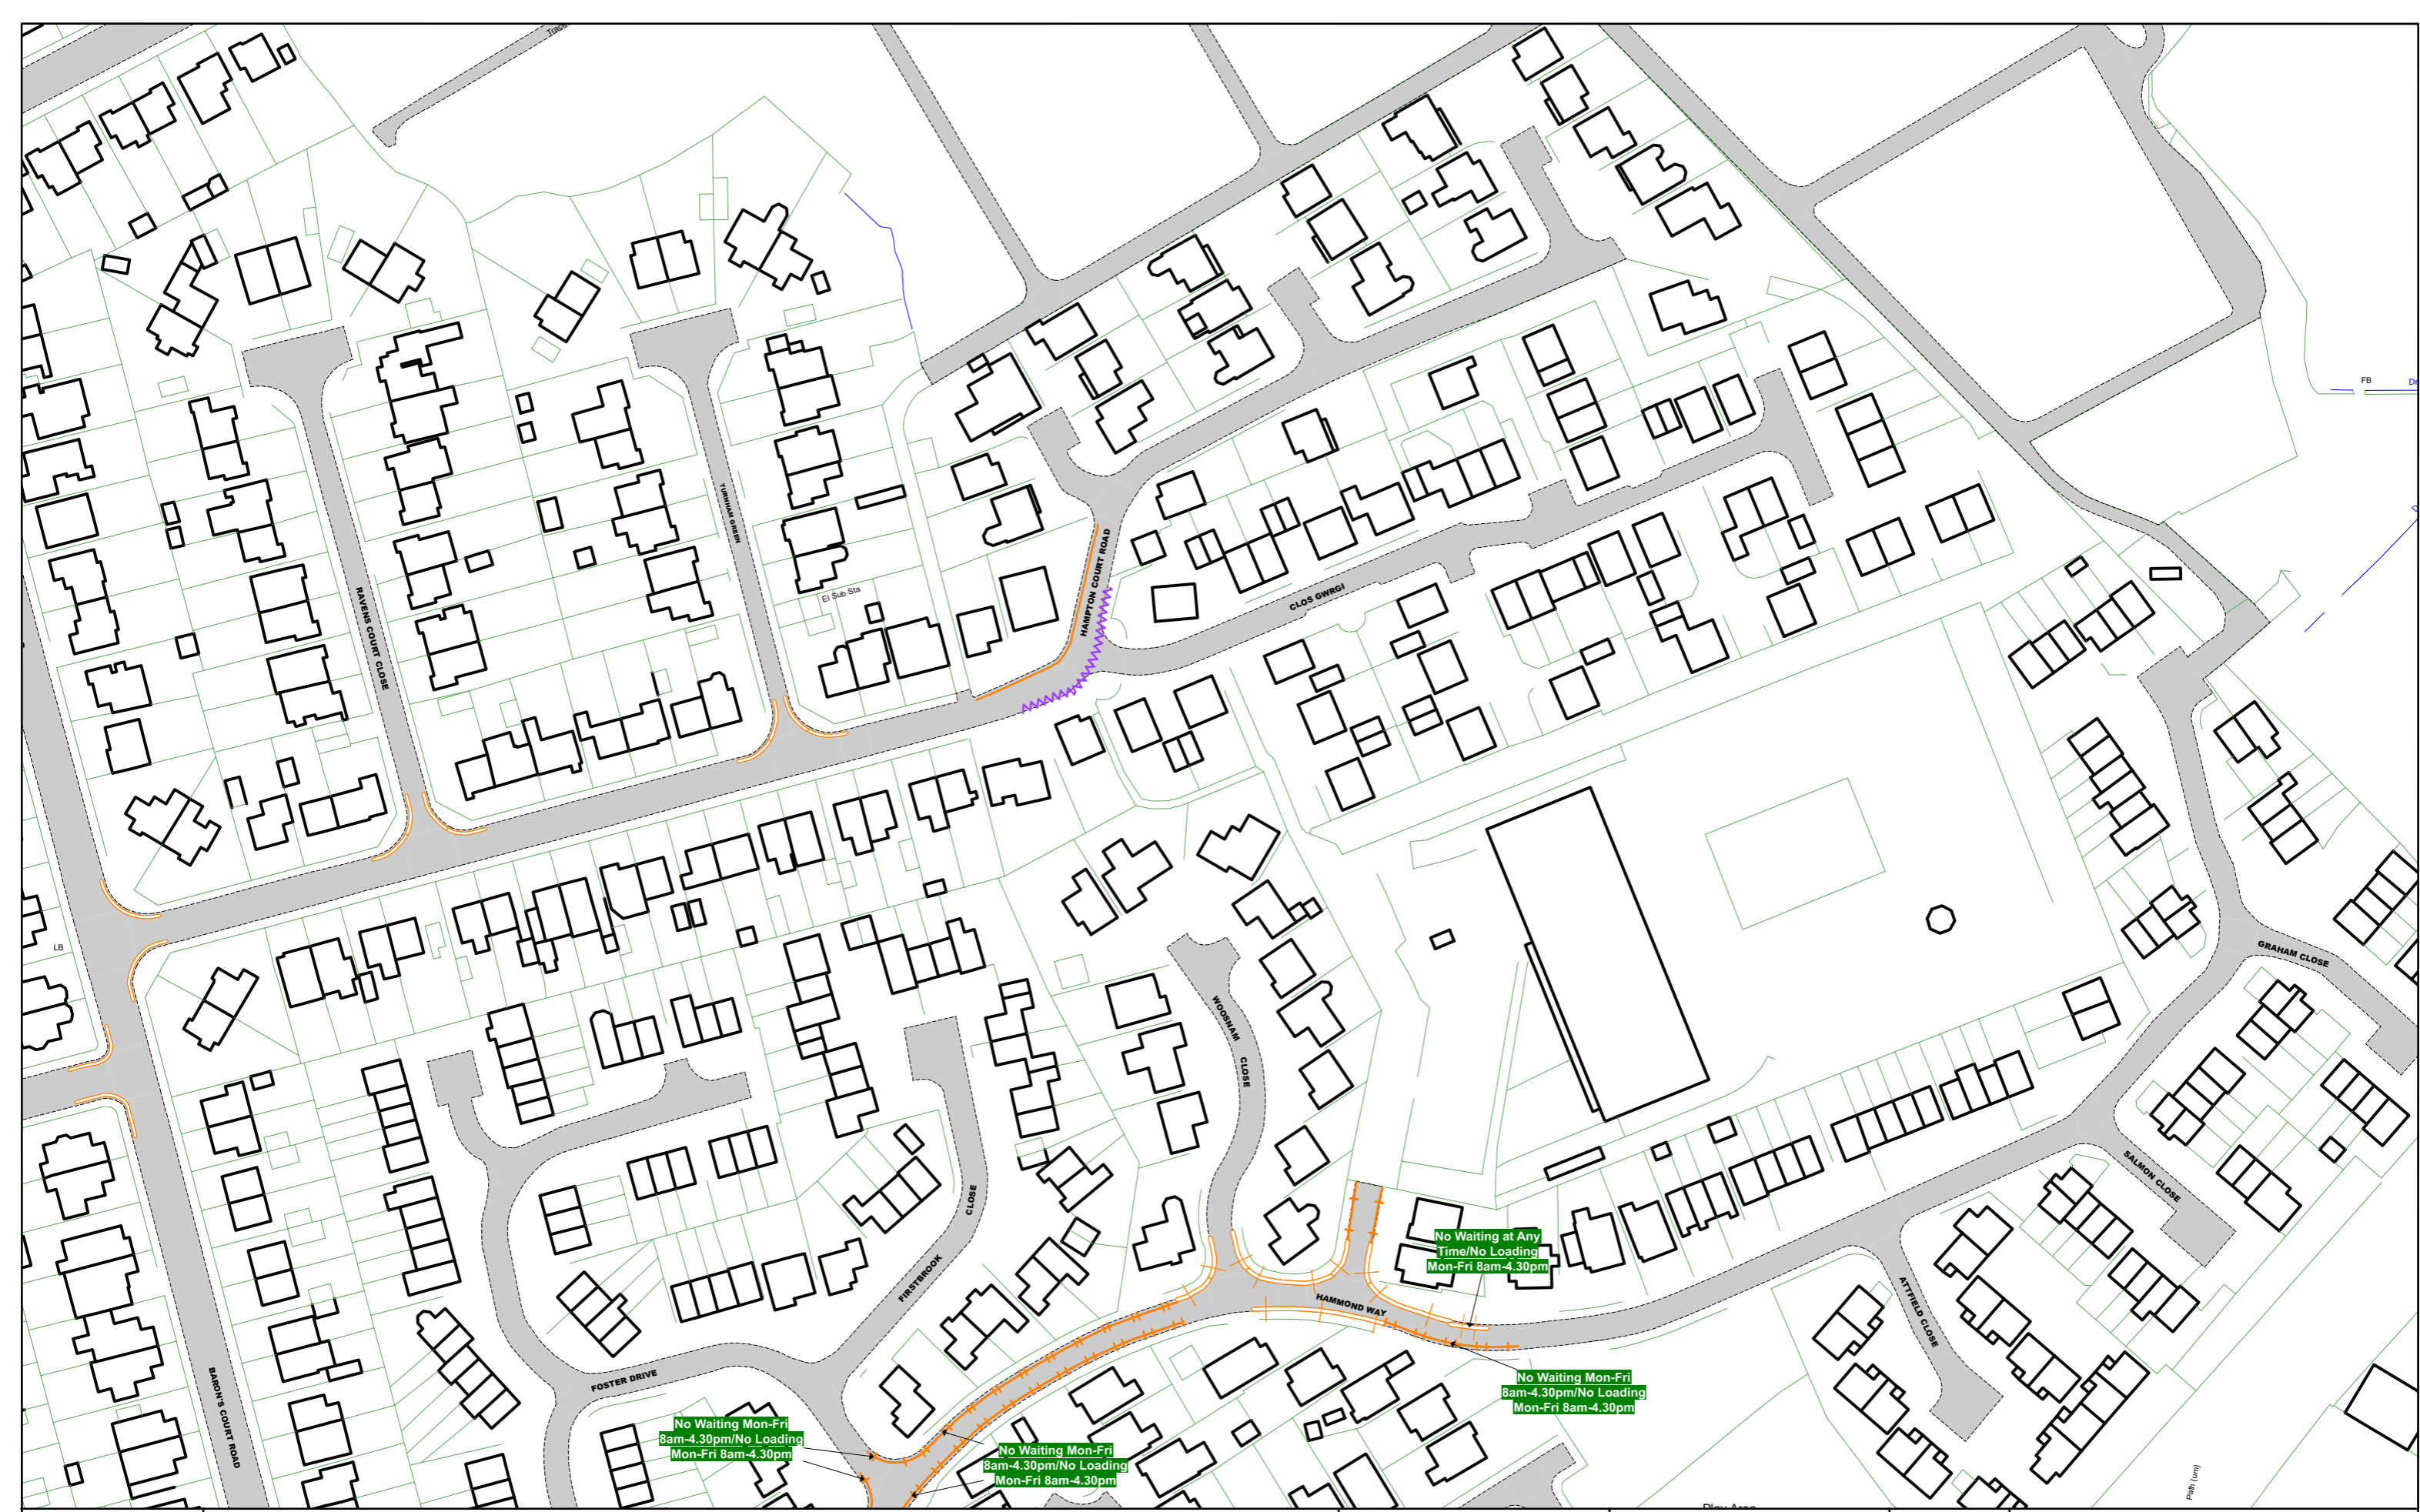 FB
TURNHAM GREEN
HAMPTON COURT ROAD
El Sub Sta
RAVENS COURT CLOSE
CLOS GWRGI
LB
GRAHAM CLOSE
WOOSNAM CLOSE
SALMON CLOSE
CLOSE
FIRSTBROOK
No Waiting at Any
Time/No Loading
Mon-Fri 8am-4.30pm
HAMMOND WAY
ATTFIELD CLOSE
FOSTER DRIVE
BARON'S COURT ROAD
No Waiting Mon-Fri
8am-4.30pm/No Loading
Mon-Fri 8am-4.30pm
No Waiting Mon-Fri
8am-4.30pm/No Loading
Mon-Fri 8am-4.30pm
No Waiting Mon-Fri
8am-4.30pm/No Loading
Mon-Fri 8am-4.30pm
Path (um)
Play Area